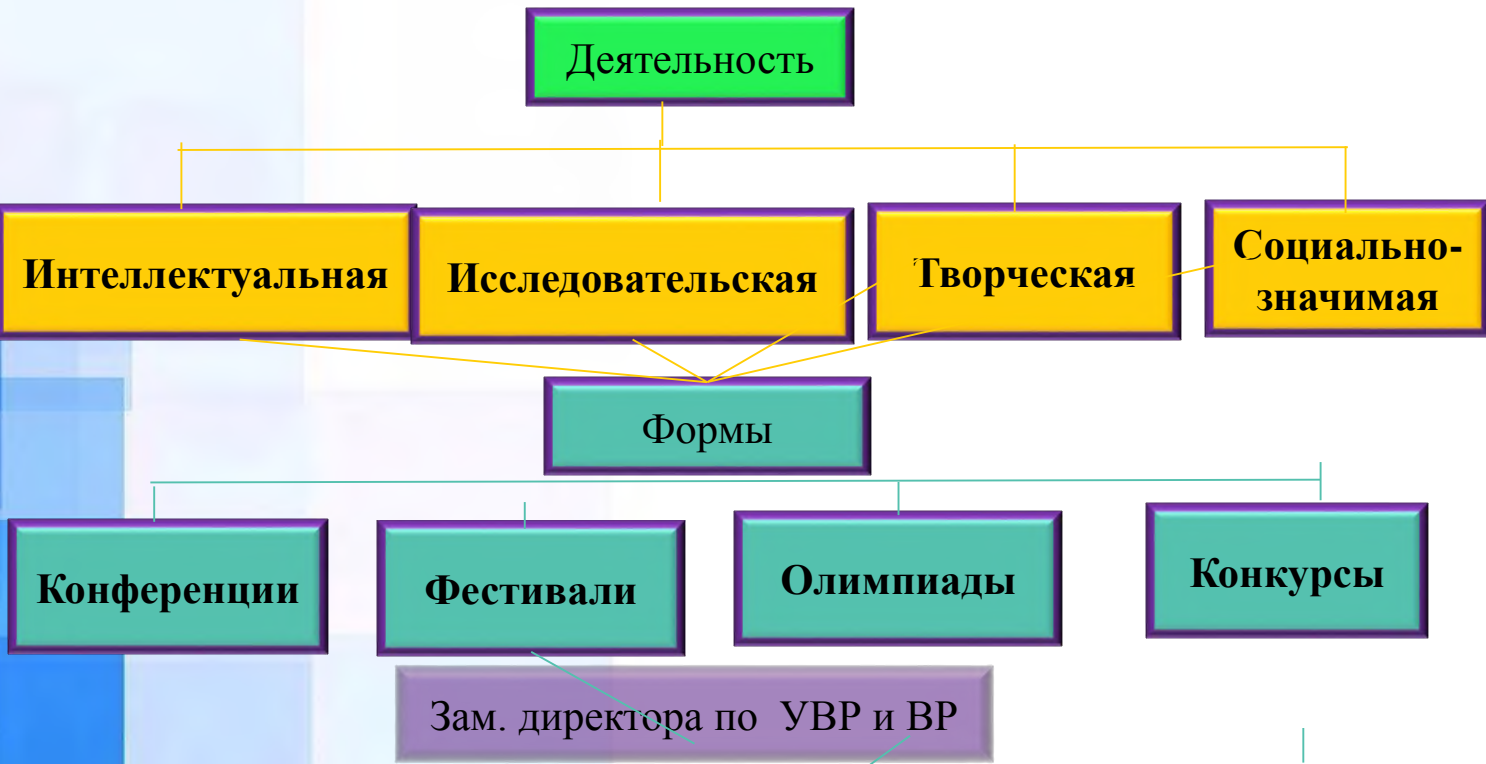 Деятельность
Интеллектуальная
Исследовательская
Творческая
Социально-
значимая
Формы
Конференции
Фестивали
Олимпиады
Конкурсы
Зам. директора по УВР и ВР